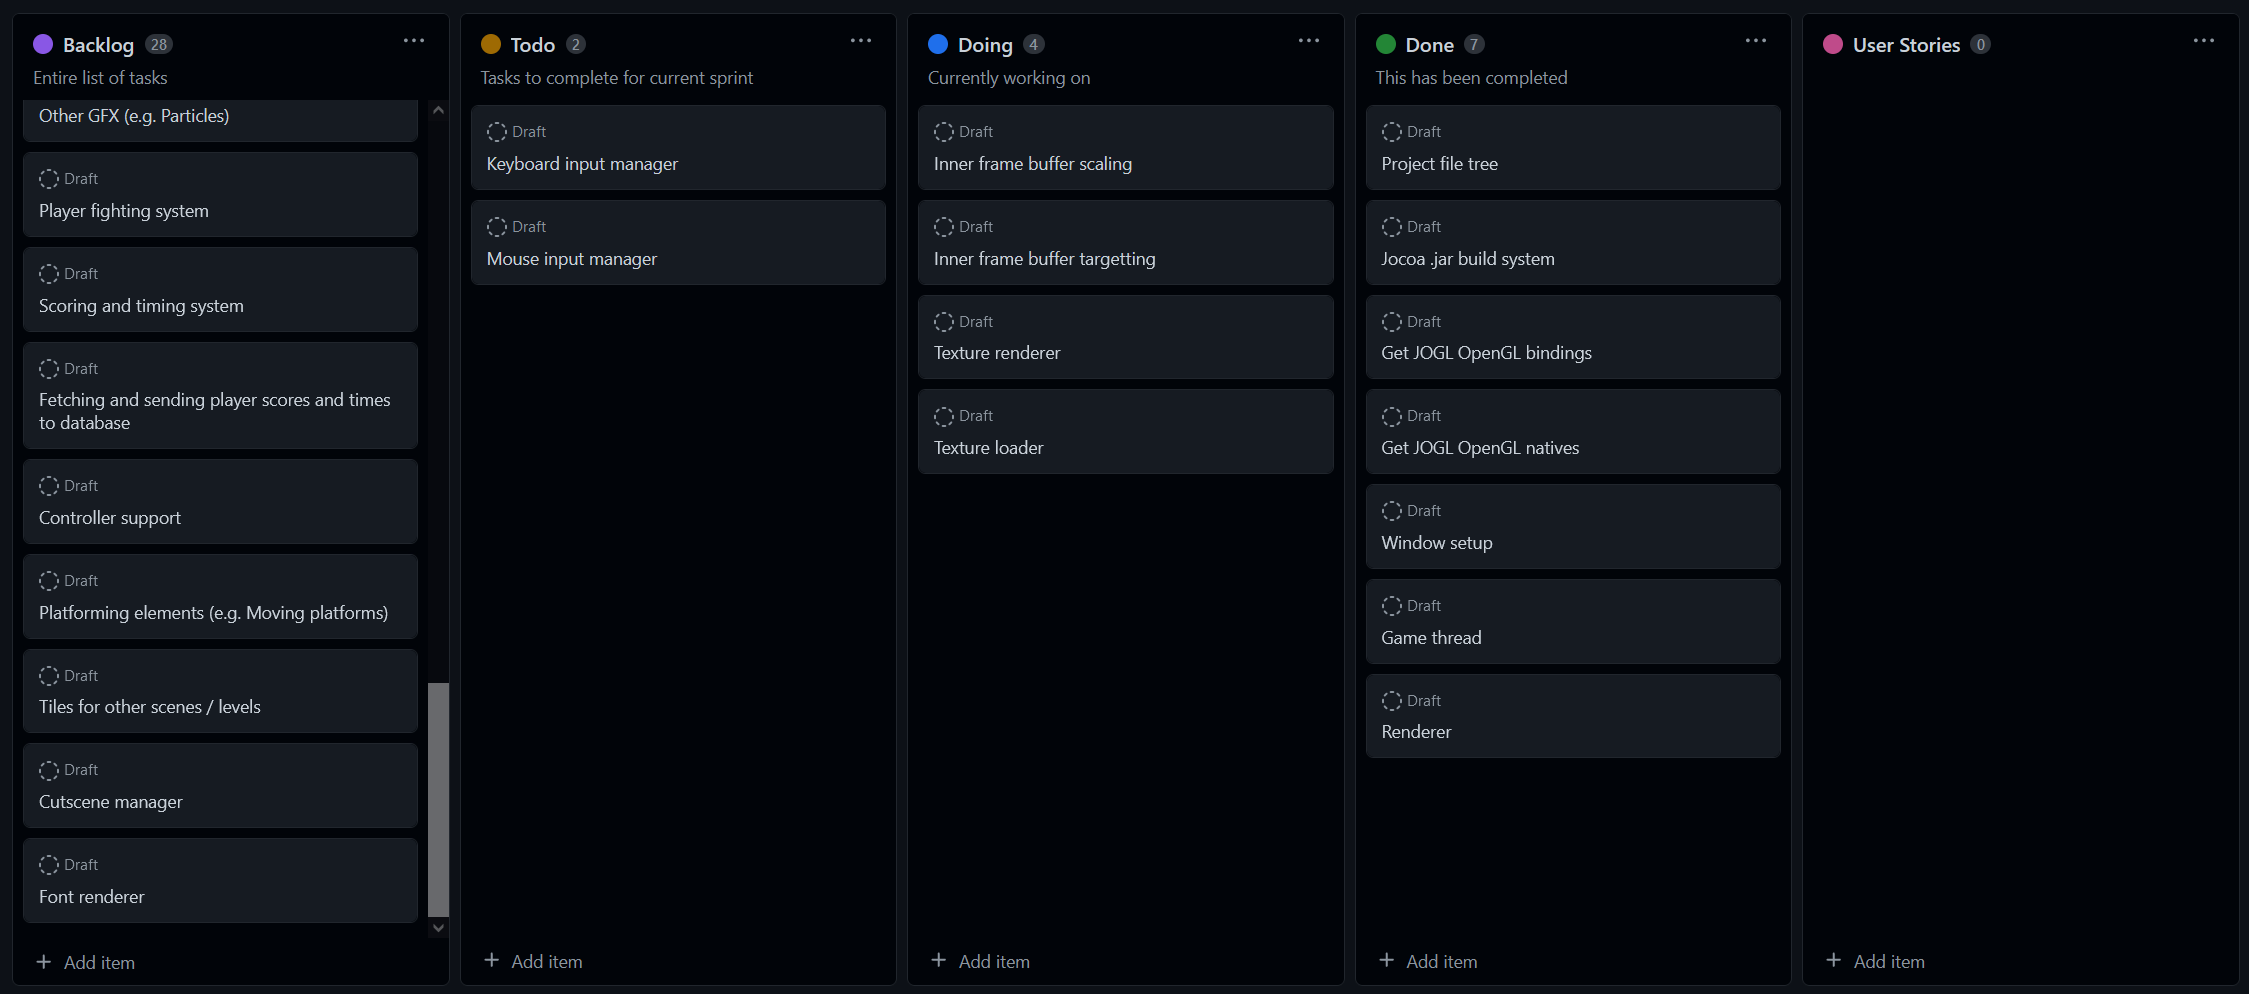 Backlog 28
Entire list of tasks
Other GFX (e.g. Particles)
Draft
Player fighting system
Draft
Scoring and timing system
Draft
Fetching and sending player scores and times
to database
Draft
Controller support
Draft
Platforming elements (e.g. Moving platforms)
Draft
Tiles for other scenes / levels
Draft
Cutscene manager
Draft
Font renderer
+ Add item
Todo 2
Tasks to complete for current sprint
Draft
Keyboard input manager
Draft
Mouse input manager
+ Add item
Doing 4
Currently working on
Draft
Inner frame buffer scaling
Draft
Inner frame buffer targetting
Draft
Texture renderer
Draft
Texture loader
+ Add item
Done 7
This has been completed
Draft
Project file tree
Draft
Jocoa .jar build system
Draft
Get JOGL OpenGL bindings
Draft
Get JOGL OpenGL natives
Draft
Window setup
Draft
Game thread
Draft
Renderer
+ Add item
User Stories 0
+ Add item